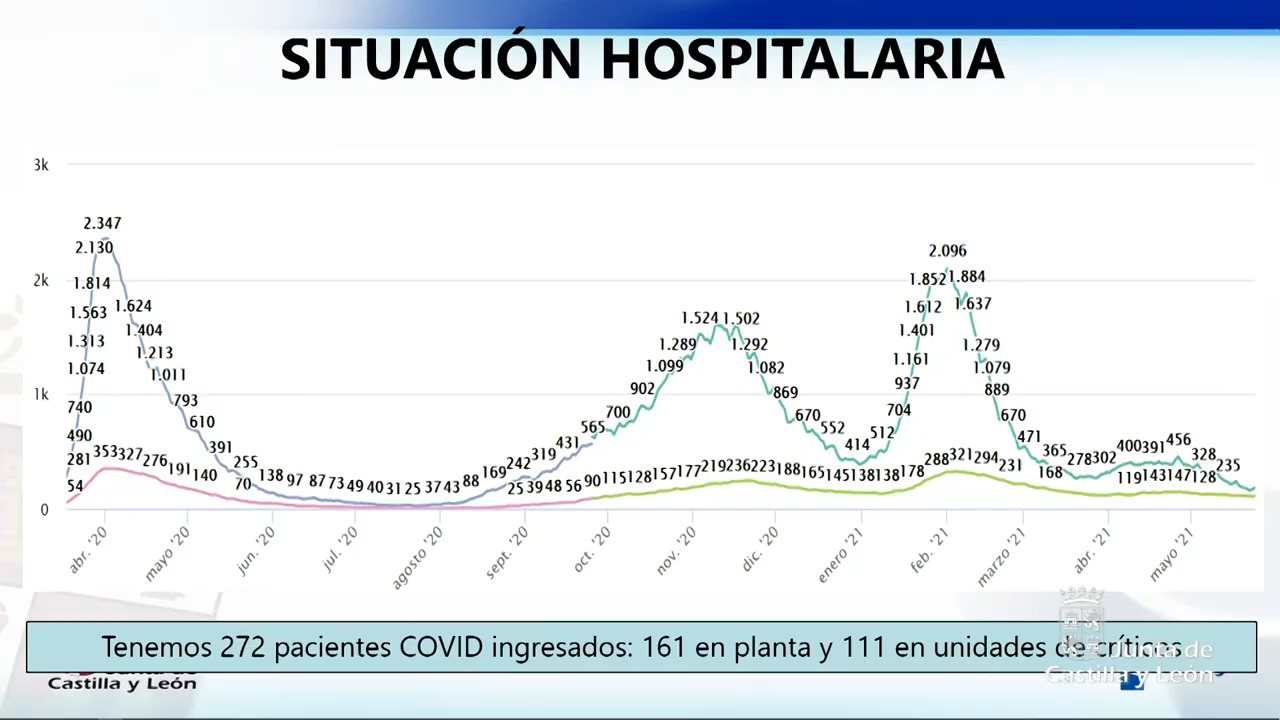 SITUACIÓN HOSPITALARIA
3k
2k
1k
0
2.347
2.130
1.814
1.563
1.313
1.074
740
490
281
54
1.624
1.404
1.213
1.011
793
610
391
255
138 97 87 73 49 40 31 25 37 43 88 169 242 319 431 565
353 327 276 191 140 70
25 39 48 56 90 115 128 157 177 219 236 223 188 165 145 138 138 178 288 321 294 231 168 119 143 147 128
700
902
1.099
1.289
1.524 1.502
1.292
1.082
869
670
552
414
512
704
937
1.161
1.401
1.612
1.852
2.096
1.884
1.637
1.279
1.079
889
670
471
365 278 302 400 391 456 328 235
abr. '20
mayo '20
jun. '20
jul. '20
agosto '20
sept. '20
oct. '20
nov. '20
dic. '20
enero '21
feb. '21
marzo '21
abr. '21
mayo '21
Tenemos 272 pacientes COVID ingresados: 161 en planta y 111 en unidades de críticos
Castilla y León
Junta de
Castilla y León